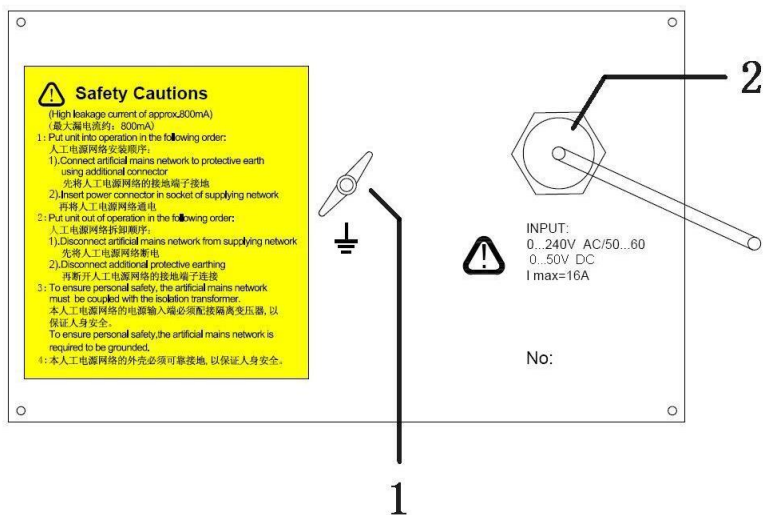 Safety Cautions
(High leakage current of approx.800mA)
(最大漏电流约: 800mA)
1: Put unit into operation in the following order:
人工电源网络安装顺序:
1).Connect artificial mains network to protective earth
using additional connector
先将人工电源网络的接地端子接地
2).Insert power connector in socket of supplying network
再将人工电源网络通电
2: Put unit out of operation in the following order:
人工电源网络拆卸顺序:
1).Disconnect artificial mains network from supplying network
先将人工电源网络断电
2).Disconnect additional protective earthing
再断开人工电源网络的接地端子连接
3: To ensure personal safety, the artificial mains network
must be coupled with the isolation transformer.
本人工电源网络的电源输入端必须配接隔离变压器, 以
保证人身安全。
To ensure personal safety,the artificial mains network is
required to be grounded.
4: 本人工电源网络的外壳必须可靠接地, 以保证人身安全。
2
INPUT:
0...240V AC/50...60
0...50V DC
I max=16A
No:
1